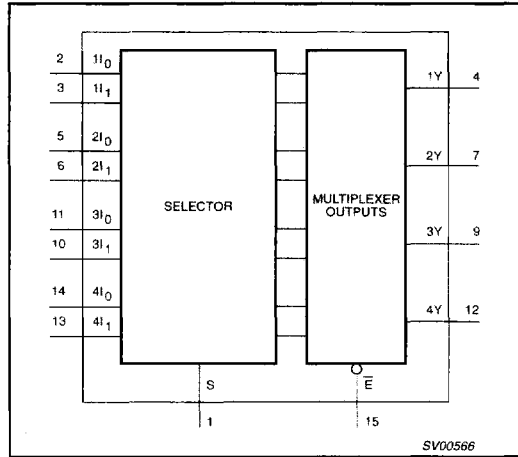 2 1I₀
3 1I₁
1Y 4
5 2I₀
6 2I₁
2Y 7
SELECTOR
MULTIPLEXER
OUTPUTS
11 3I₀
10 3I₁
3Y 9
14 4I₀
13 4I₁
4Y 12
S
E̅
1
15
SV00566